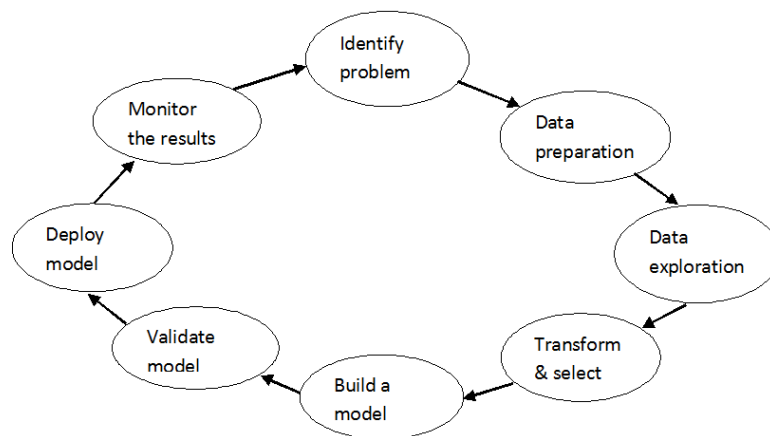 Identify
problem
Data
preparation
Data
exploration
Transform
& select
Build a
model
Validate
model
Deploy
model
Monitor
the results